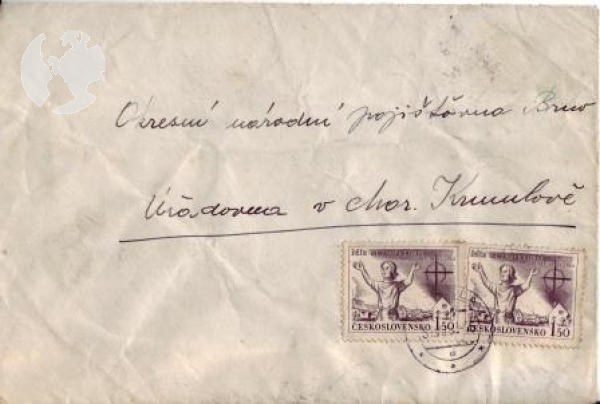 Okresní národní pojišťovna Brno
Úřadovna v Mor. Krumlově
ČESKOSLOVENSKO 1.50 ČESKOSLOVENSKO 1.50